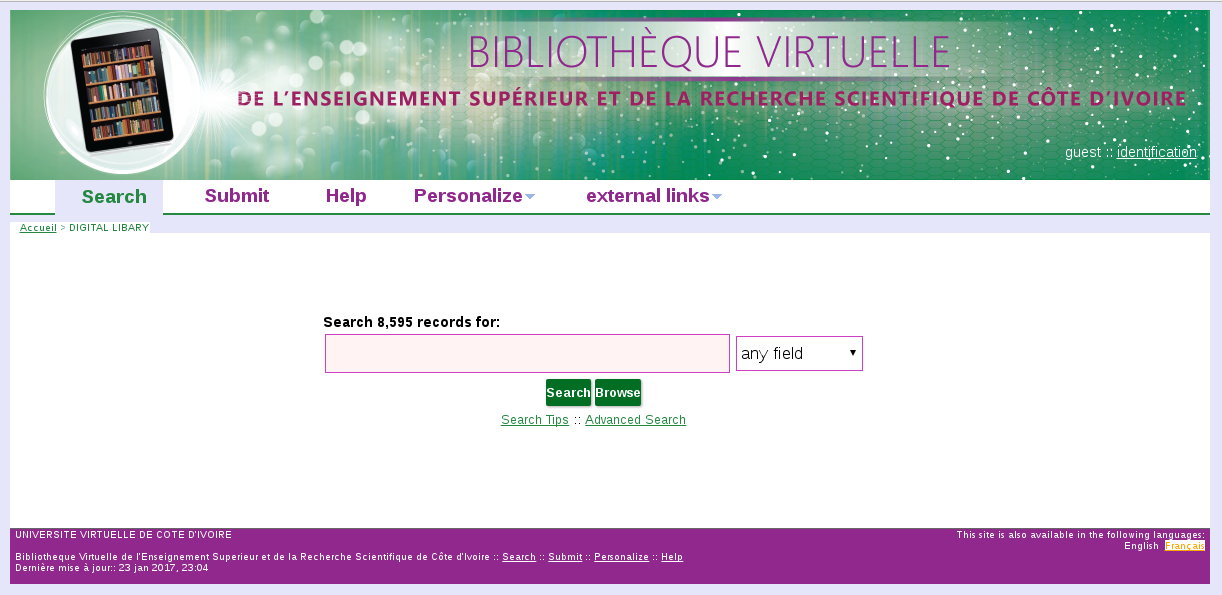 BIBLIOTHÈQUE VIRTUELLE
DE L'ENSEIGNEMENT SUPÉRIEUR ET DE LA RECHERCHE SCIENTIFIQUE DE CÔTE D'IVOIRE
guest :: identification
Search Submit Help Personalize external links
Accueil > DIGITAL LIBARY
Search 8,595 records for:
any field
Search Browse
Search Tips :: Advanced Search
UNIVERSITE VIRTUELLE DE COTE D'IVOIRE
This site is also available in the following languages:
English Français
Bibliotheque Virtuelle de l'Enseignement Superieur et de la Recherche Scientifique de Côte d'Ivoire :: Search :: Submit :: Personalize :: Help
Dernière mise à jour:: 23 jan 2017, 23:04